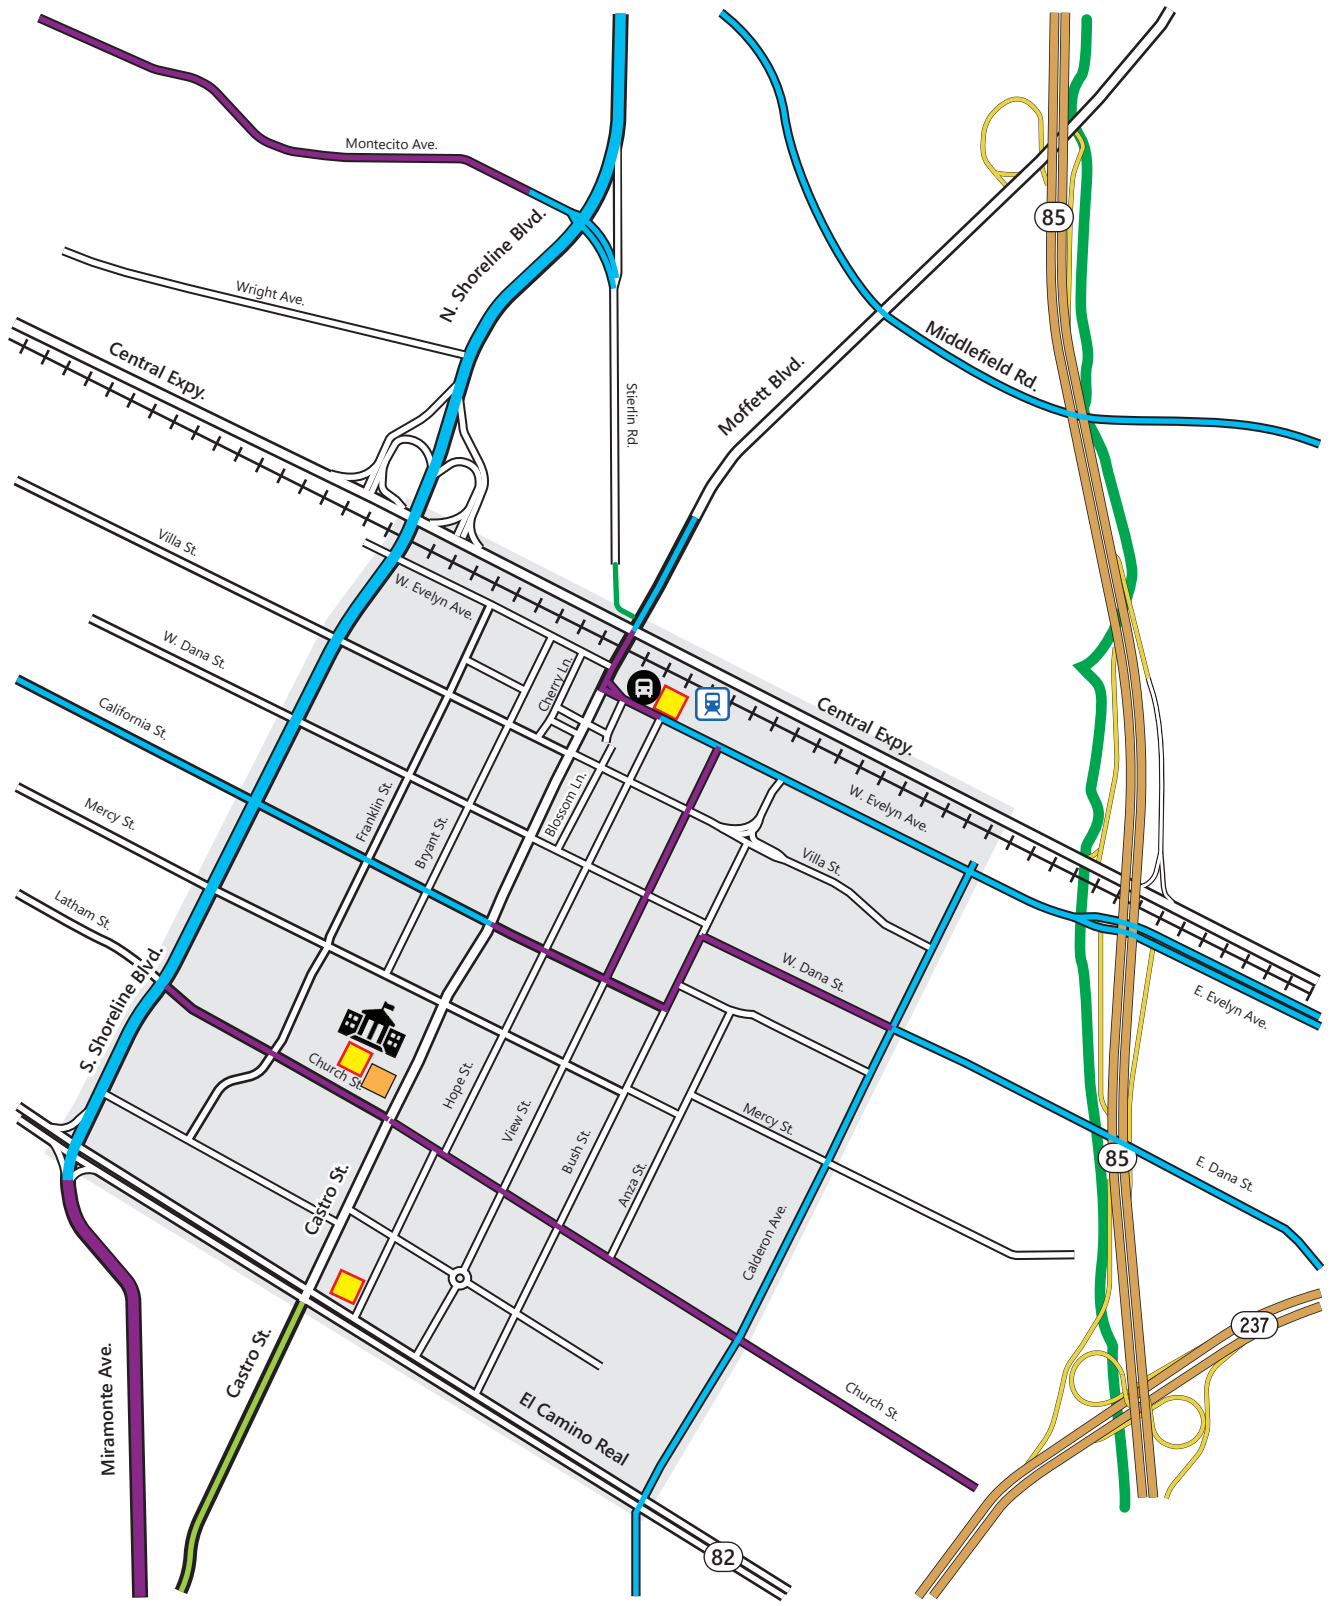 Montecito Ave.
85
N. Shoreline Blvd.
Wright Ave.
Central Expy.
Middlefield Rd.
Moffett Blvd.
Stierlin Rd.
Villa St.
W. Evelyn Ave.
W. Dana St.
Cherry Ln.
California St.
Central Expy.
Franklin St.
Blossom Ln.
W. Evelyn Ave.
Mercy St.
Bryant St.
Villa St.
Latham St.
W. Dana St.
S. Shoreline Blvd.
E. Evelyn Ave.
Church St.
Hope St.
View St.
Mercy St.
Bush St.
Anza St.
85
E. Dana St.
Castro St.
Calderon Ave.
237
Castro St.
Miramonte Ave.
Church St.
El Camino Real
82